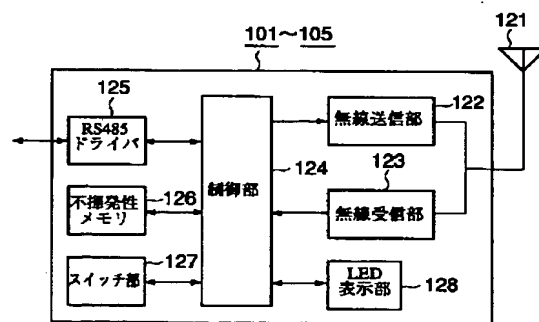 101～105
121
125
RS485
ドライバ
無線送信部
122
124
123
不揮発性
メモリ
126
制御部
無線受信部
127
スイッチ部
LED
表示部
128